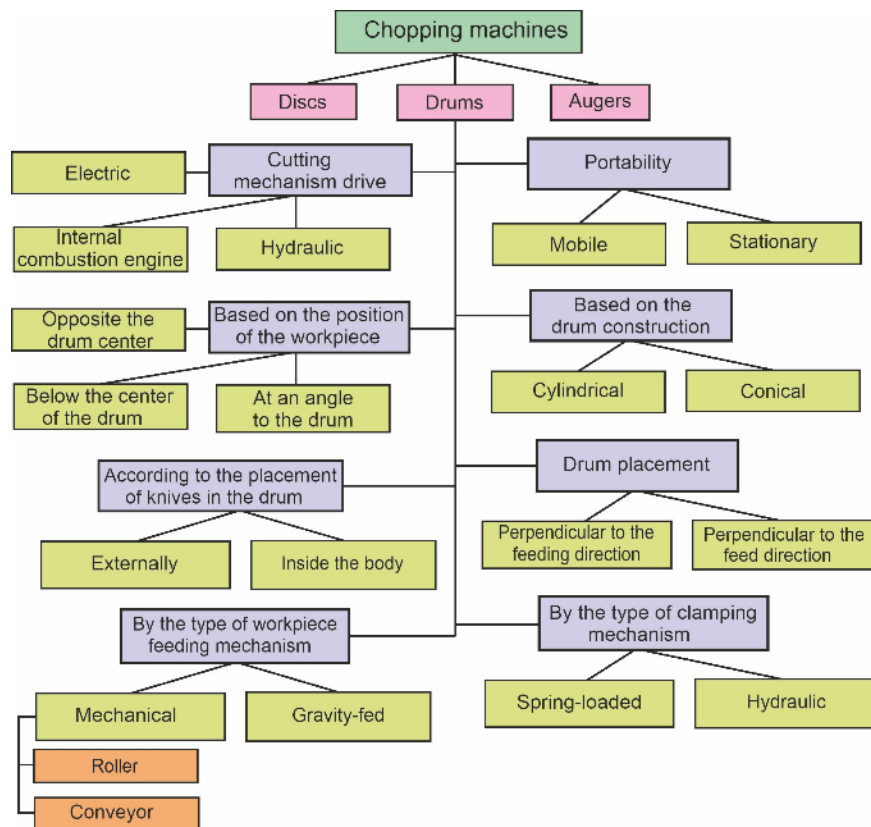 Chopping machines
Discs
Drums
Augers
Electric
Cutting
mechanism drive
Portability
Internal
combustion engine
Hydraulic
Mobile
Stationary
Opposite the
drum center
Based on the position
of the workpiece
Based on the
drum construction
Below the center
of the drum
At an angle
to the drum
Cylindrical
Conical
According to the placement
of knives in the drum
Drum placement
Externally
Inside the body
Perpendicular to the
feeding direction
Perpendicular to the
feed direction
By the type of workpiece
feeding mechanism
By the type of clamping
mechanism
Mechanical
Gravity-fed
Spring-loaded
Hydraulic
Roller
Conveyor